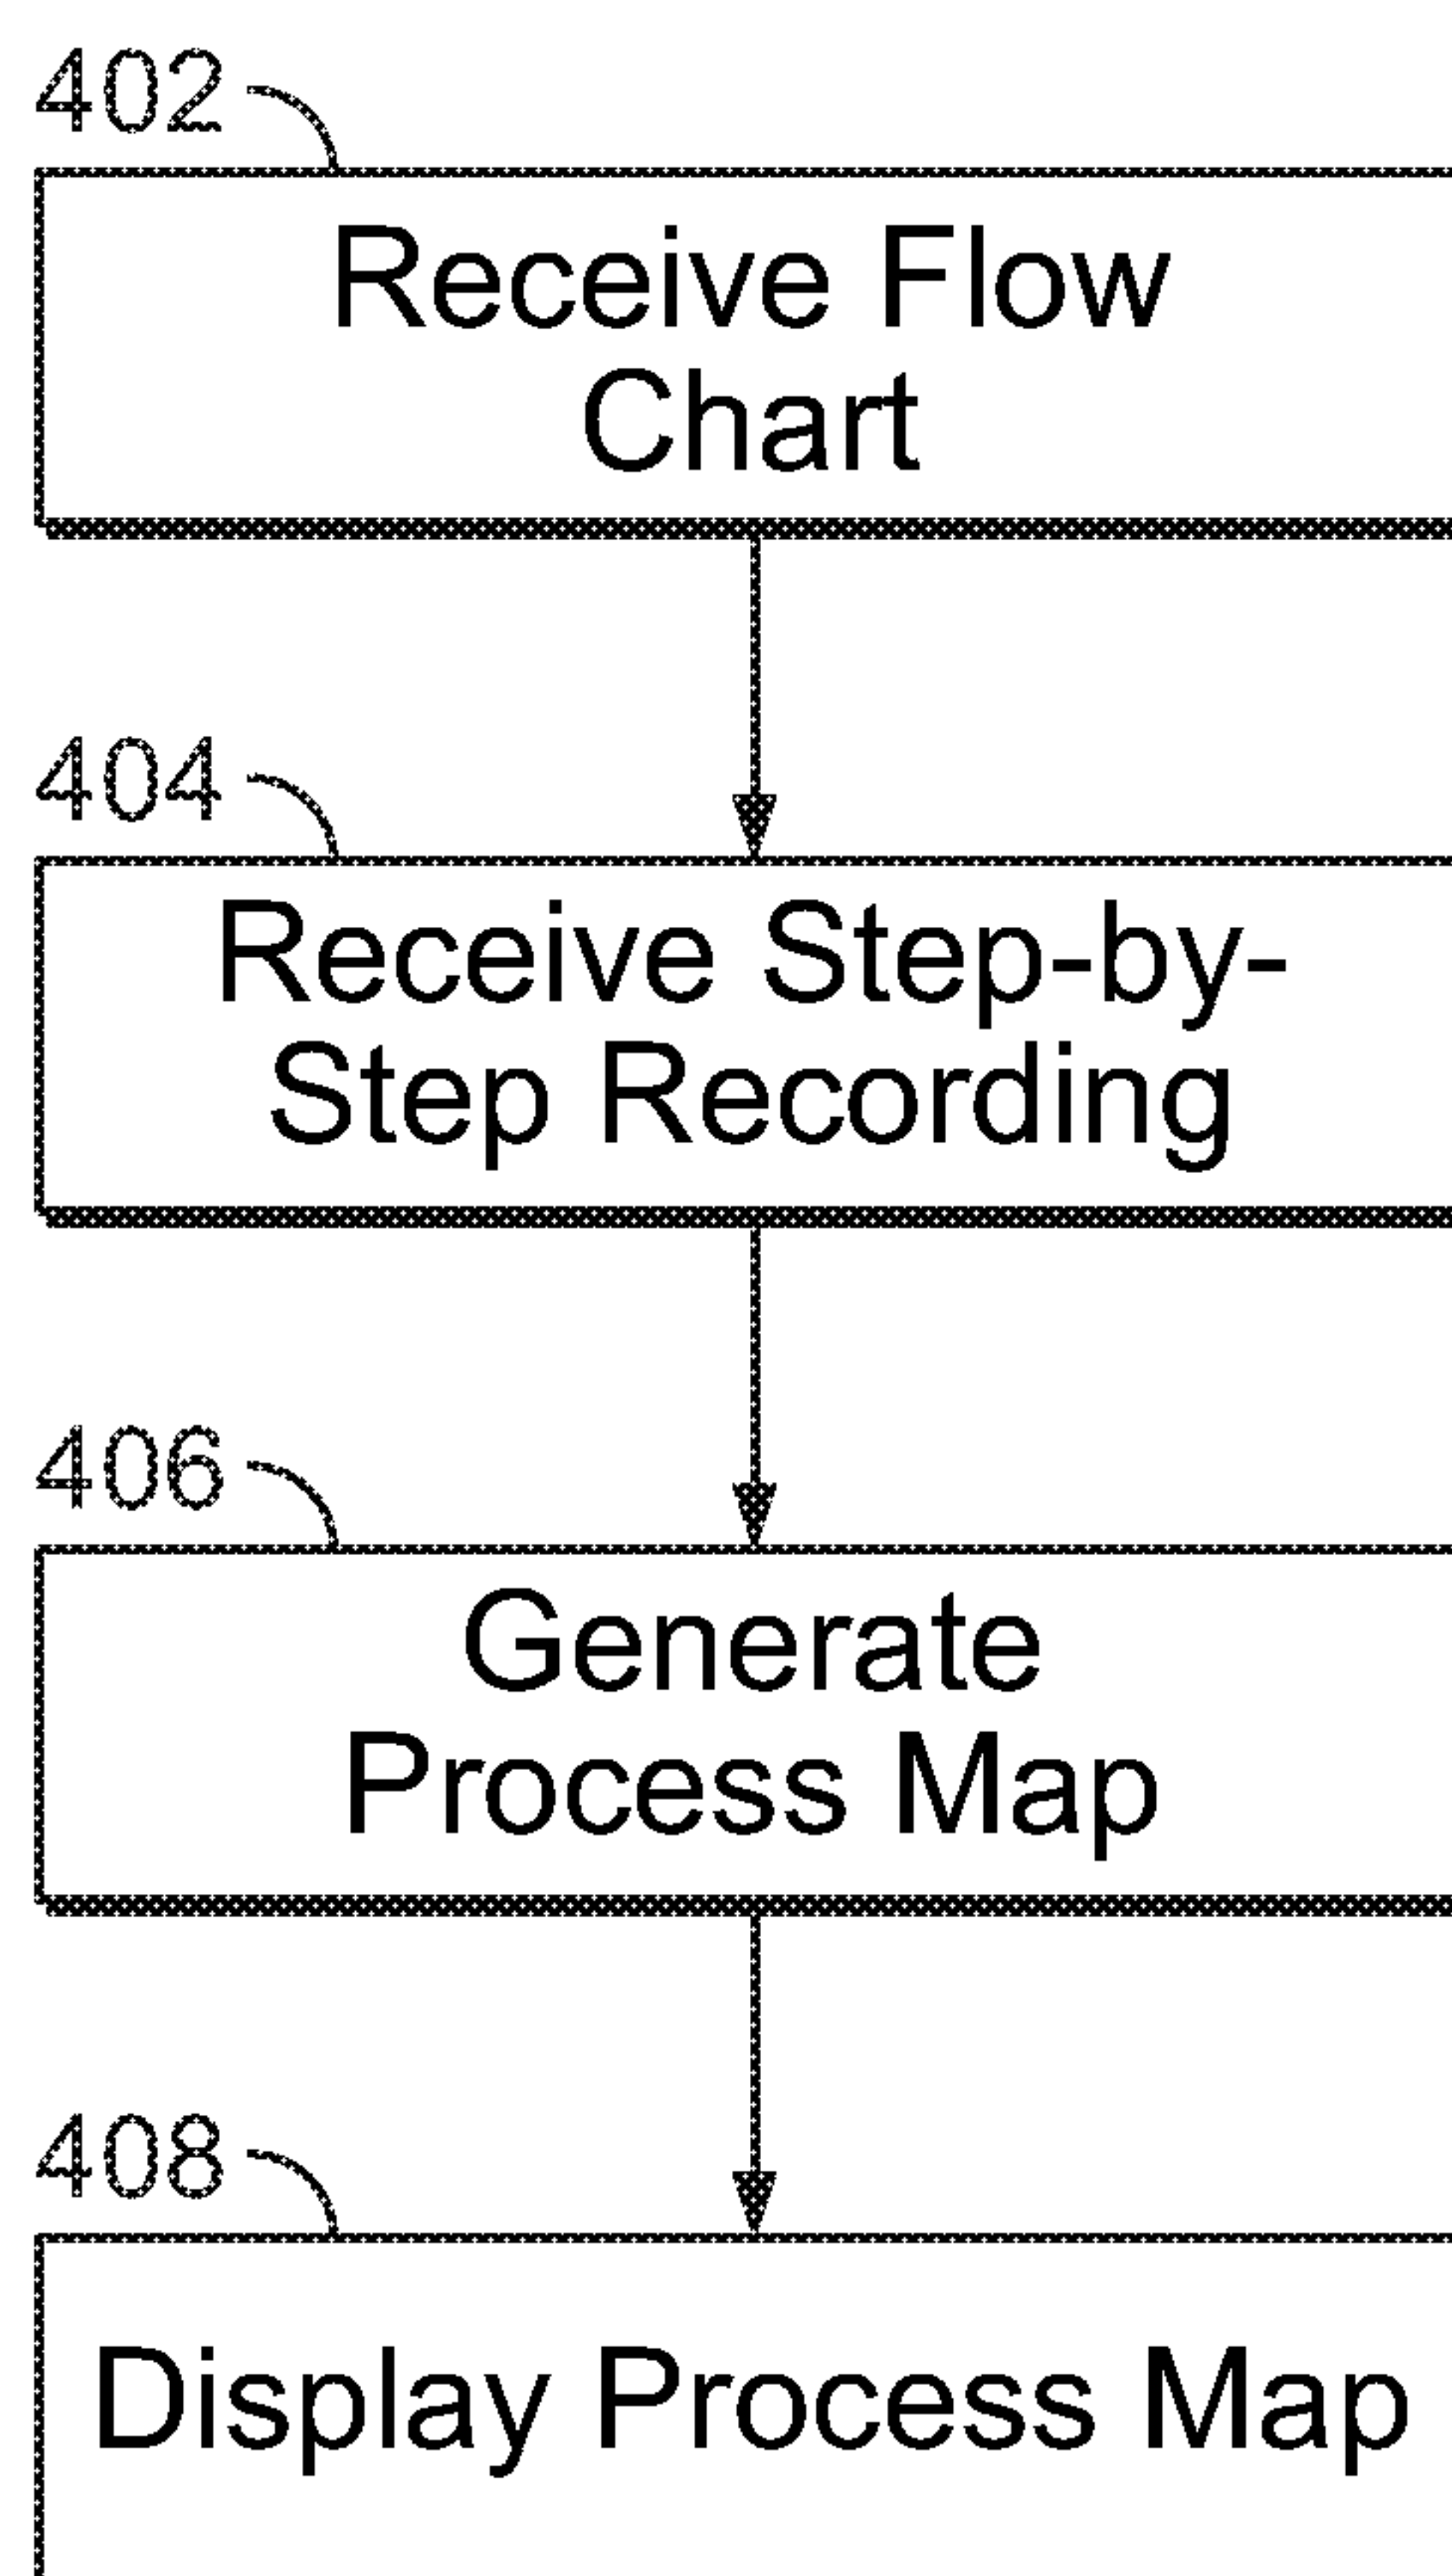 402
Receive Flow
Chart
404
Receive Step-by-
Step Recording
406
Generate
Process Map
408
Display Process Map